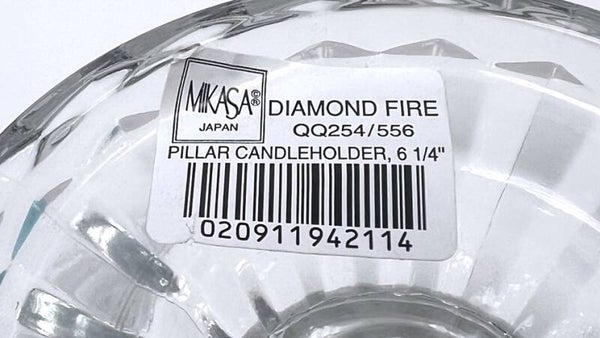 MIKASA®
JAPAN
DIAMOND FIRE
QQ254/556
PILLAR CANDLEHOLDER, 6 1/4"
020911942114